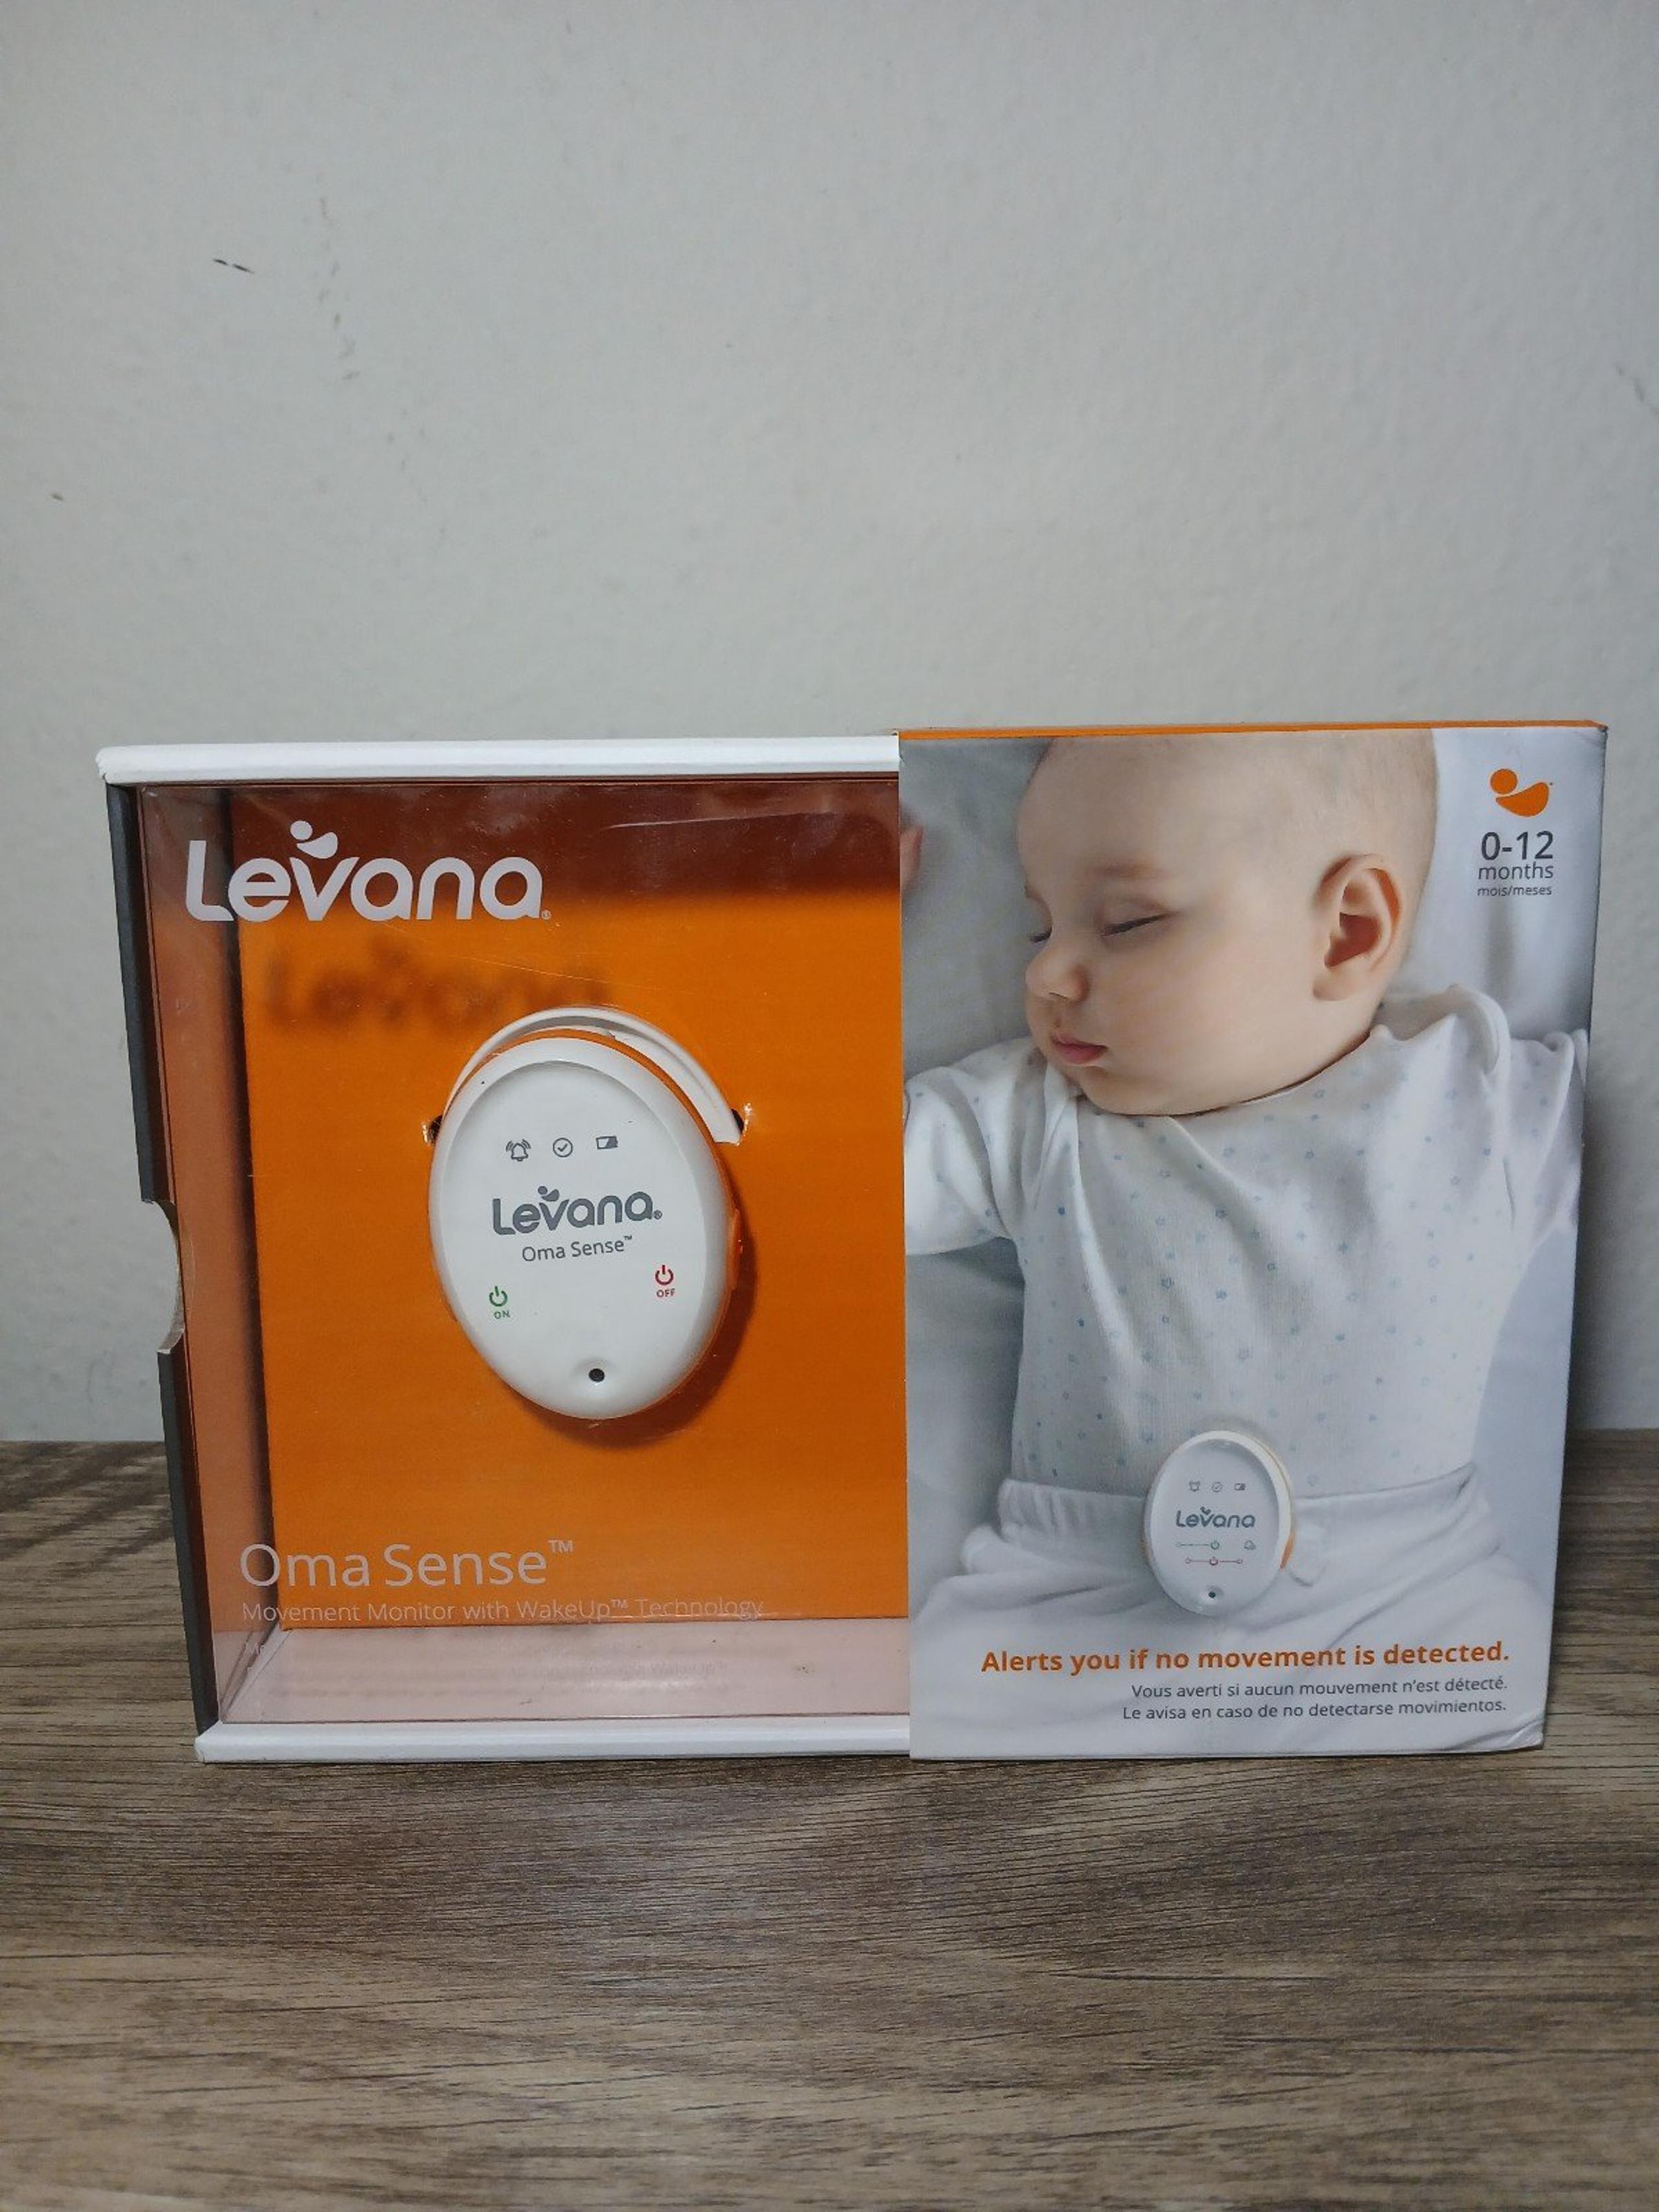 Levana®
Levana®
Oma Sense™
ON
OFF
Oma Sense™
Movement Monitor with WakeUp™ Technology
0-12
months
mois/meses
Levana
Alerts you if no movement is detected.
Vous averti si aucun mouvement n'est détecté.
Le avisa en caso de no detectarse movimientos.